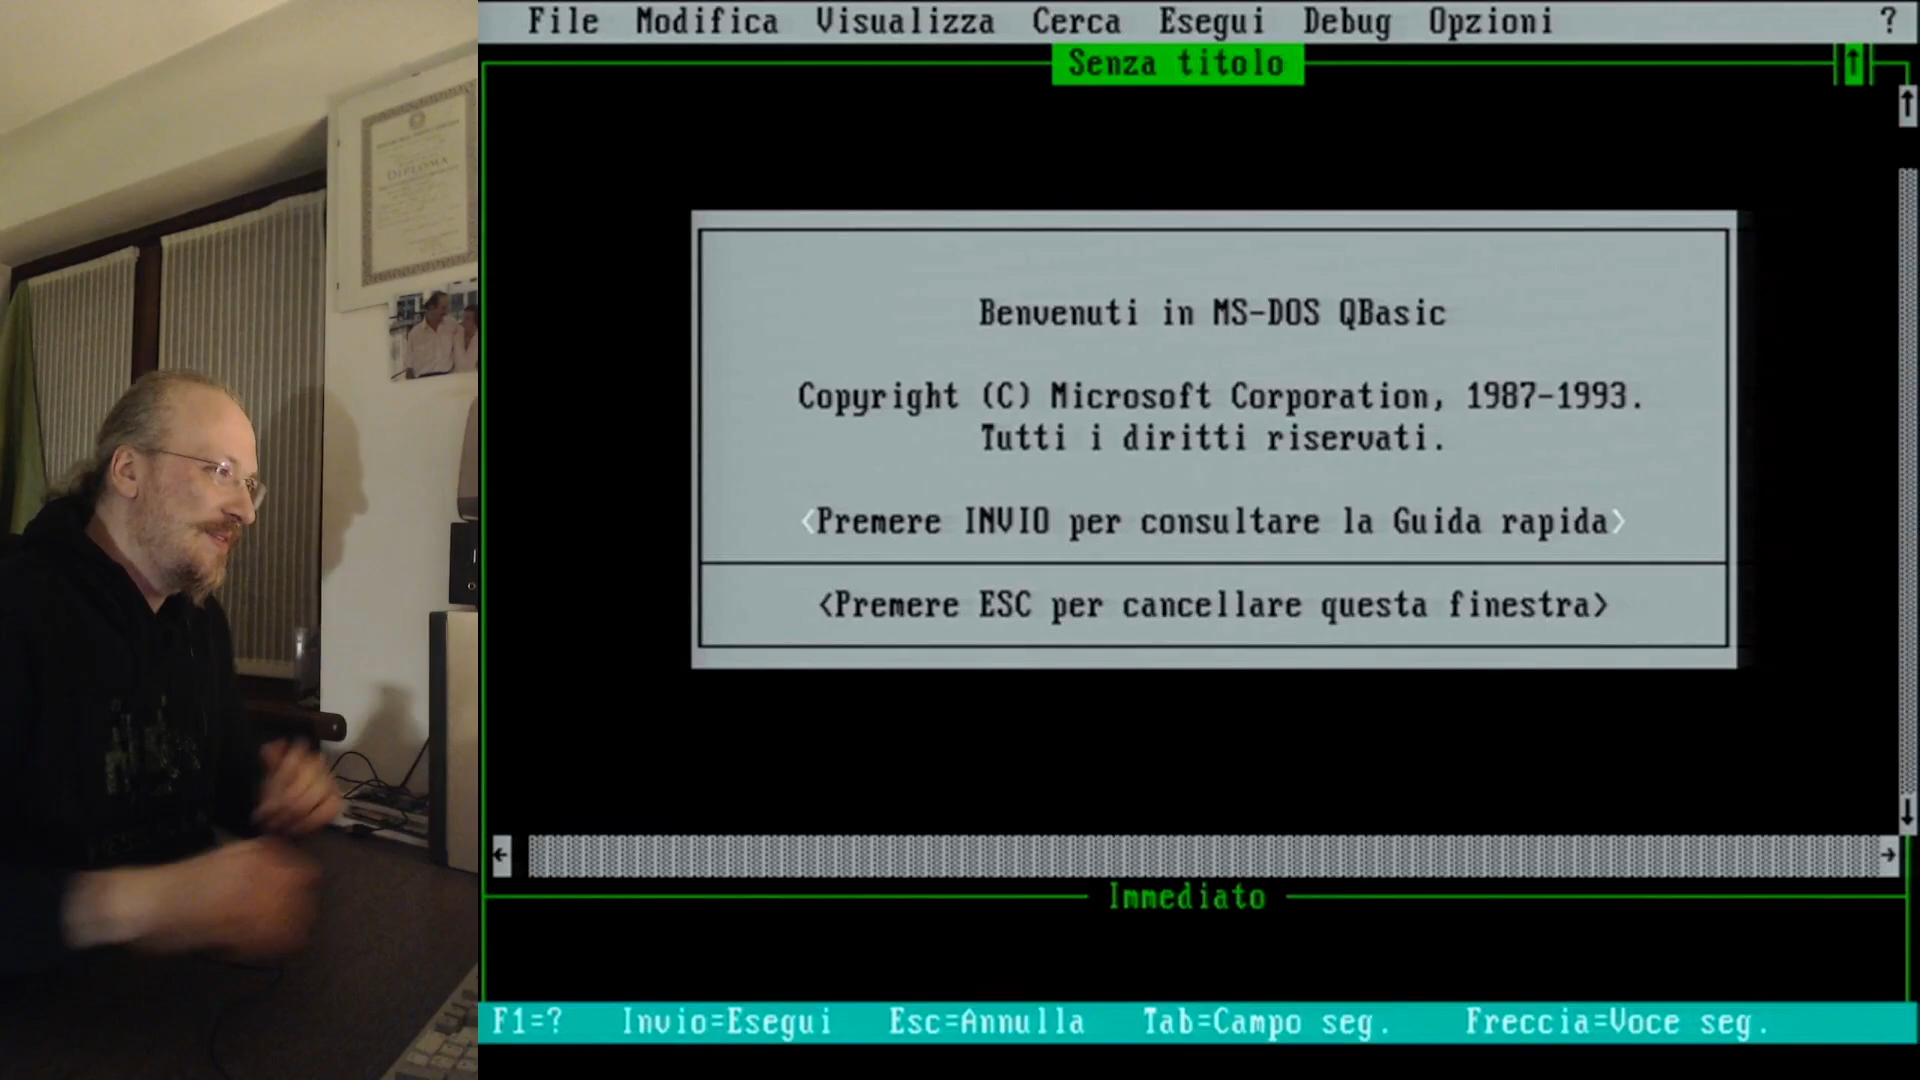 File Modifica Visualizza Cerca Esegui Debug Opzioni ?
Senza titolo
DIPLOMA
Benvenuti in MS-DOS QBasic
Copyright (C) Microsoft Corporation, 1987-1993.
Tutti i diritti riservati.
<Premere INVIO per consultare la Guida rapida>
<Premere ESC per cancellare questa finestra>
Immediato
F1=? Invio=Esegui Esc=Annulla Tab=Campo seg. Freccia=Voce seg.